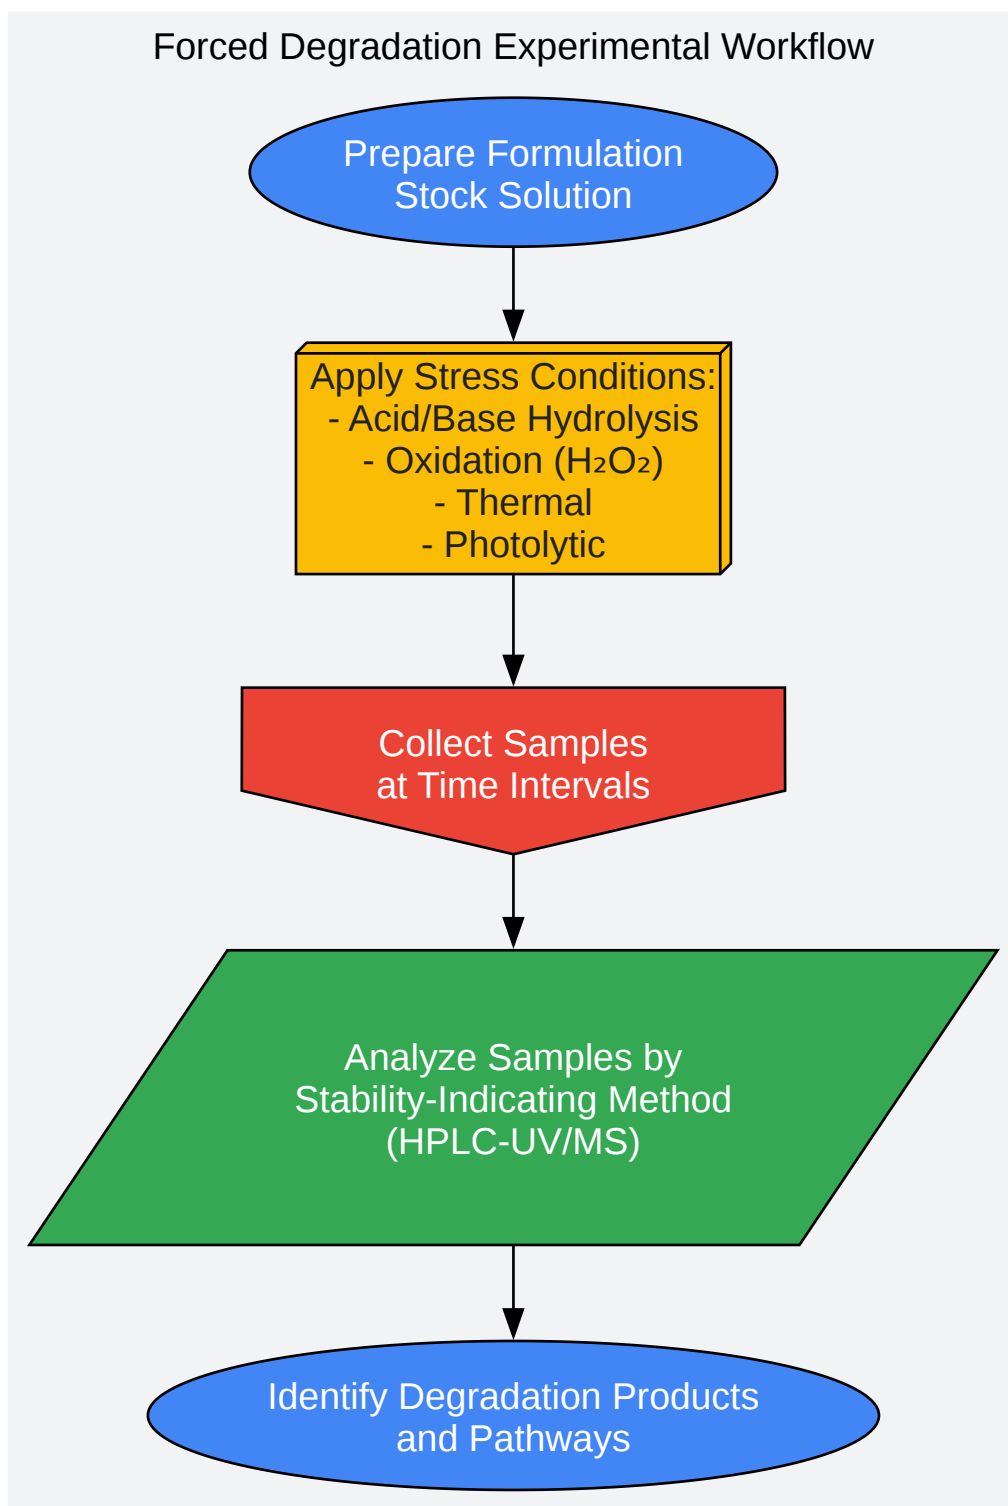 Forced Degradation Experimental Workflow
Prepare Formulation
Stock Solution
Apply Stress Conditions:
- Acid/Base Hydrolysis
- Oxidation (H₂O₂)
- Thermal
- Photolytic
Collect Samples
at Time Intervals
Analyze Samples by
Stability-Indicating Method
(HPLC-UV/MS)
Identify Degradation Products
and Pathways